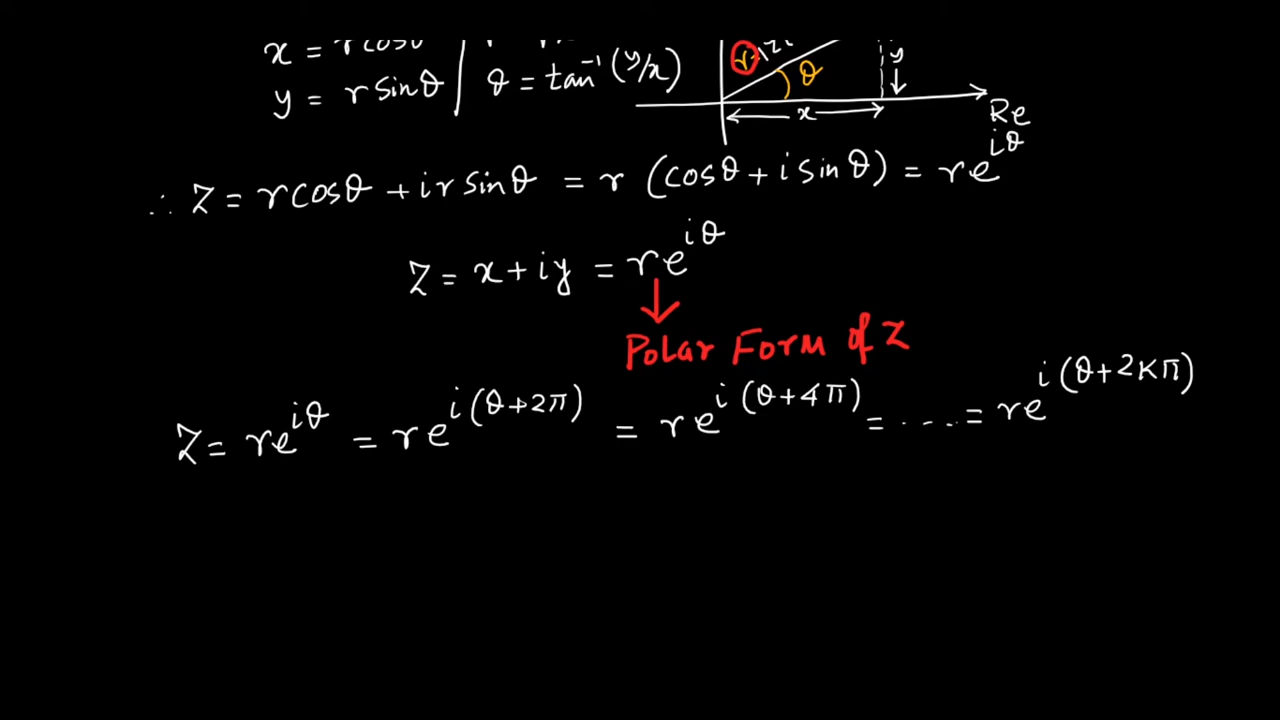 x = r cosθ
y = r sinθ | θ = tan⁻¹ (y/x)
r θ y
x
Re
∴ Z = r cosθ + i r sinθ = r (cosθ + i sinθ) = re^{iθ}
Z = x + iy = re^{iθ}
Polar Form of Z
Z = re^{iθ} = re^{i(θ+2π)} = re^{i(θ+4π)} = ..... = re^{i(θ+2Kπ)}